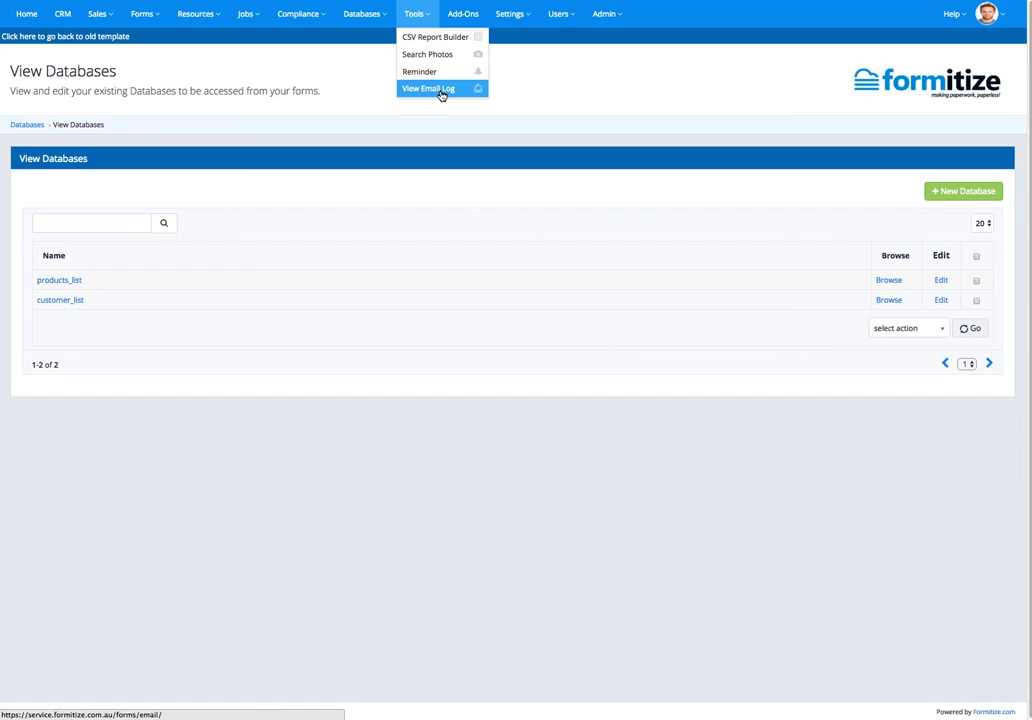 Home CRM Sales Forms Resources Jobs Compliance Databases Tools Add-Ons Settings Users Admin Help
Click here to go back to old template
CSV Report Builder
Search Photos
Reminder
View Email Log
View Databases
View and edit your existing Databases to be accessed from your forms.
formitize
making paperwork, paperless!
Databases › View Databases
View Databases
+ New Database
20
Name Browse Edit
products_list Browse Edit
customer_list Browse Edit
select action Go
1-2 of 2
1
Powered by Formitize.com
https://service.formitize.com.au/forms/email/